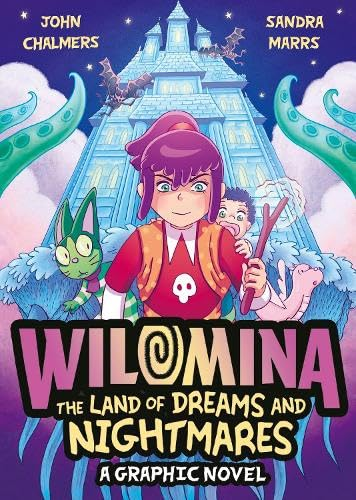 JOHN
CHALMERS
SANDRA
MARRS
WILOMINA
THE LAND OF DREAMS AND
NIGHTMARES
A GRAPHIC NOVEL